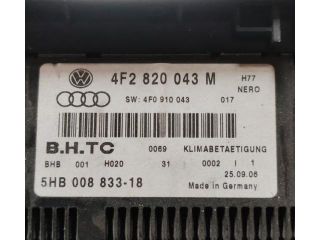 4F2 820 043 M H77
NERO
SW: 4F0 910 043 017
B.H.TC 0069 KLIMABETAETIGUNG
BHB 001 H020 31 0002 I 1
25.09.06
5HB 008 833-18 Made in Germany